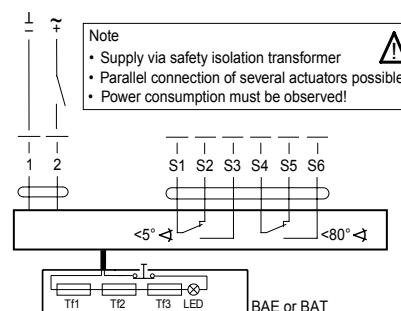 ⊥ ~
− +
Note
• Supply via safety isolation transformer
• Parallel connection of several actuators possible
• Power consumption must be observed!
1 2 S1 S2 S3 S4 S5 S6
<5° <80°
Tf1 Tf2 Tf3 LED
BAE or BAT